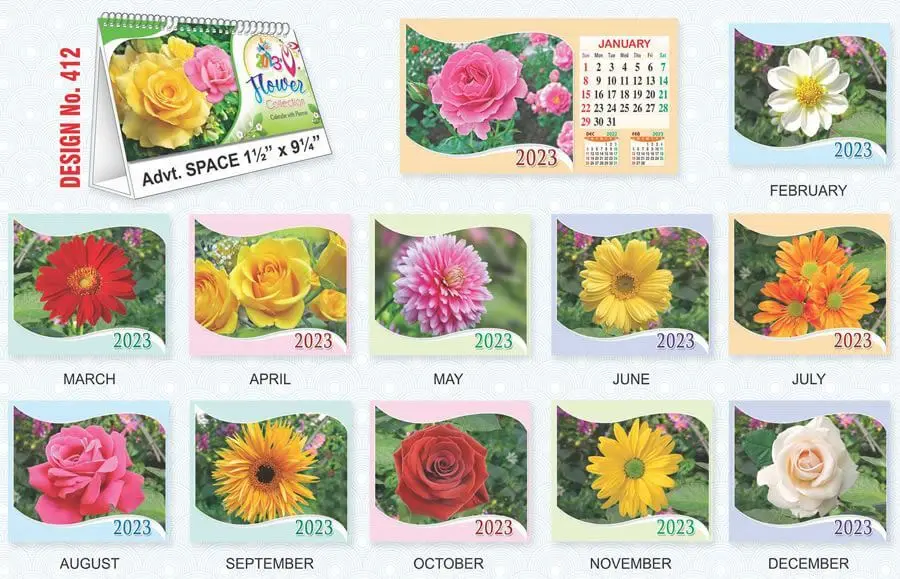 DESIGN No. 412
2023
Flower
Collection
Calendar with Planner
Advt. SPACE 1½” x 9¼”
2023
JANUARY
Sun Mon Tue Wed Thu Fri Sat
1 2 3 4 5 6 7
8 9 10 11 12 13 14
15 16 17 18 19 20 21
22 23 24 25 26 27 28
29 30 31
DEC 2022
FEB 2023
2023
FEBRUARY
2023
MARCH
2023
APRIL
2023
MAY
2023
JUNE
2023
JULY
2023
AUGUST
2023
SEPTEMBER
2023
OCTOBER
2023
NOVEMBER
2023
DECEMBER